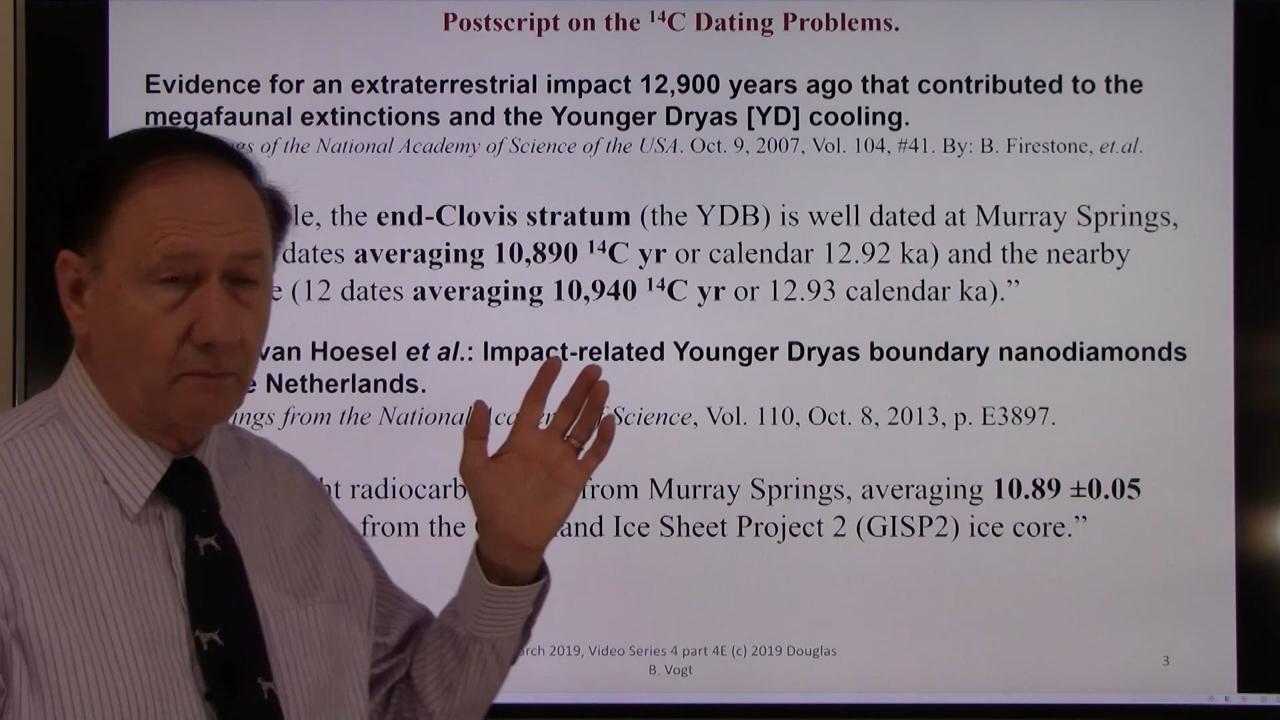 Postscript on the ¹⁴C Dating Problems.
Evidence for an extraterrestrial impact 12,900 years ago that contributed to the
megafaunal extinctions and the Younger Dryas [YD] cooling.
of the National Academy of Science of the USA. Oct. 9, 2007, Vol. 104, #41. By: B. Firestone, et.al.
the end-Clovis stratum (the YDB) is well dated at Murray Springs,
dates averaging 10,890 ¹⁴C yr or calendar 12.92 ka) and the nearby
(12 dates averaging 10,940 ¹⁴C yr or 12.93 calendar ka).”
van Hoesel et al.: Impact-related Younger Dryas boundary nanodiamonds
Netherlands.
from the National Science, Vol. 110, Oct. 8, 2013, p. E3897.
from Murray Springs, averaging 10.89 ±0.05
from the Ice Sheet Project 2 (GISP2) ice core.”
2019, Video Series 4 part 4E (c) 2019 Douglas
B. Vogt
3